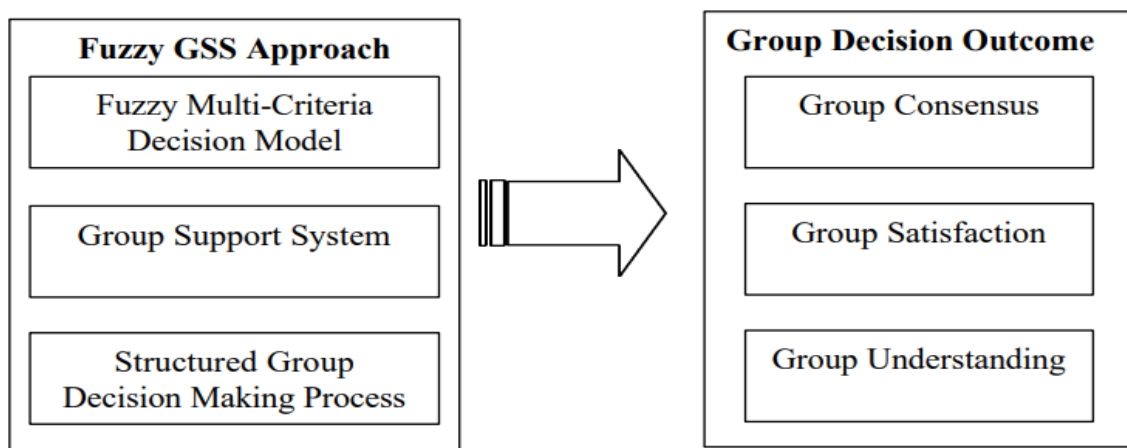 Fuzzy GSS Approach
Fuzzy Multi-Criteria
Decision Model
Group Support System
Structured Group
Decision Making Process
Group Decision Outcome
Group Consensus
Group Satisfaction
Group Understanding